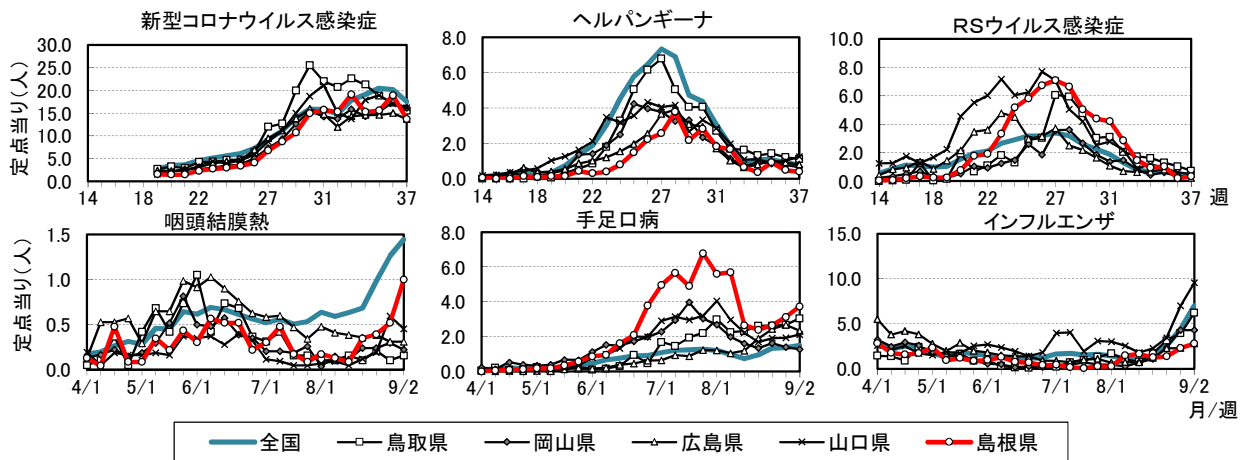 新型コロナウイルス感染症
ヘルパンギーナ
RSウイルス感染症
定点当り(人)
30.0
25.0
20.0
15.0
10.0
5.0
0.0
14 18 22 27 31 37
8.0
6.0
4.0
2.0
0.0
14 18 22 27 31 37
10.0
8.0
6.0
4.0
2.0
0.0
14 18 22 27 31 37 週
咽頭結膜熱
手足口病
インフルエンザ
定点当り(人)
1.5
1.0
0.5
0.0
4/1 5/1 6/1 7/1 8/1 9/2
8.0
6.0
4.0
2.0
0.0
4/1 5/1 6/1 7/1 8/1 9/2
15.0
10.0
5.0
0.0
4/1 5/1 6/1 7/1 8/1 9/2
月/週
全国 鳥取県 岡山県 広島県 山口県 島根県